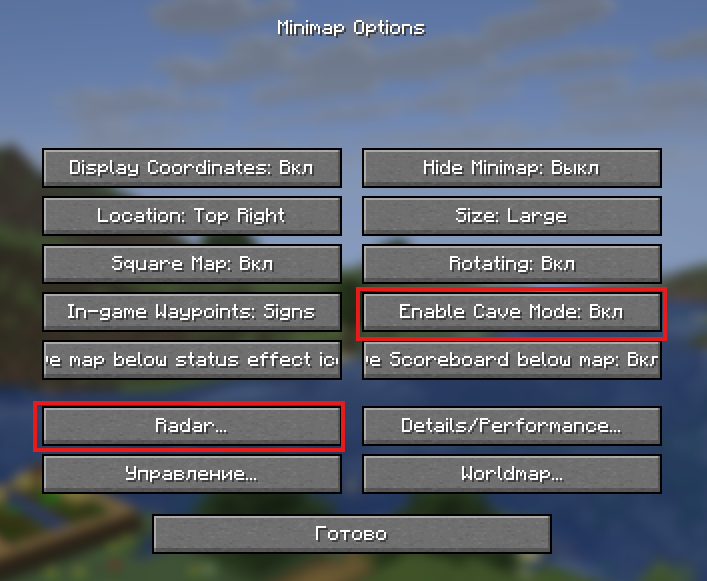 Minimap Options
Display Coordinates: Вкл
Hide Minimap: Выкл
Location: Top Right
Size: Large
Square Map: Вкл
Rotating: Вкл
In-game Waypoints: Signs
Enable Cave Mode: Вкл
map below status effect
Scoreboard below map: Вкл
Radar...
Details/Performance...
Управление...
Worldmap...
Готово